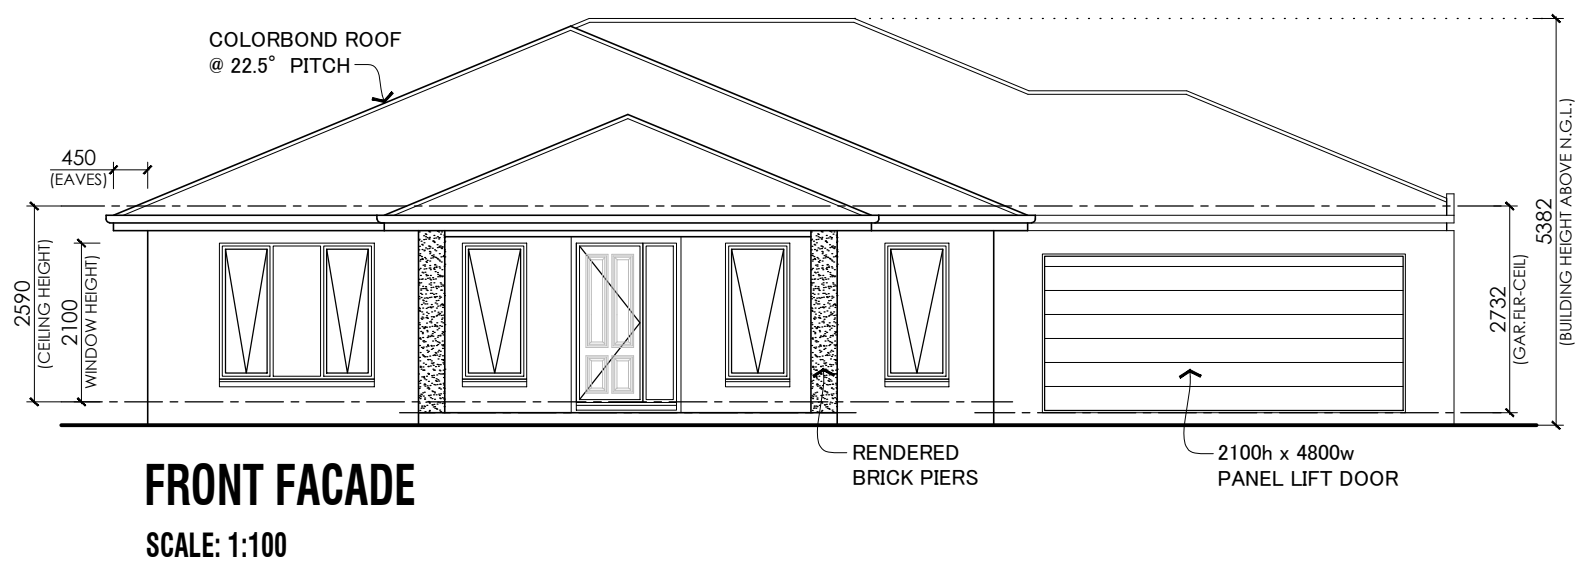 COLORBOND ROOF
@ 22.5° PITCH
450
(EAVES)
2590
(CEILING HEIGHT)
2100
WINDOW HEIGHT)
2732
(GAR.FLR-CEIL)
5382
(BUILDING HEIGHT ABOVE N.G.L.)
RENDERED
BRICK PIERS
2100h x 4800w
PANEL LIFT DOOR
FRONT FACADE
SCALE: 1:100